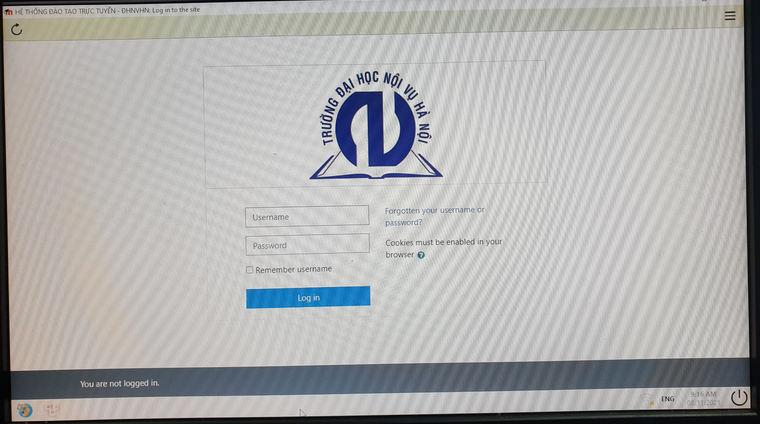 HỆ THỐNG ĐÀO TẠO TRỰC TUYẾN - ĐHNVHN: Log in to the site
TRƯỜNG ĐẠI HỌC NỘI VỤ HÀ NỘI
Username
Password
Remember username
Log in
Forgotten your username or
password?
Cookies must be enabled in your
browser
You are not logged in.
ENG
9:16 AM